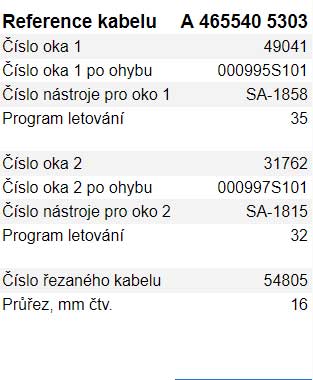 Reference kabelu A 465540 5303
Číslo oka 1 49041
Číslo oka 1 po ohybu 000995S101
Číslo nástroje pro oko 1 SA-1858
Program letování 35
Číslo oka 2 31762
Číslo oka 2 po ohybu 000997S101
Číslo nástroje pro oko 2 SA-1815
Program letování 32
Číslo řezaného kabelu 54805
Průřez, mm čtv. 16